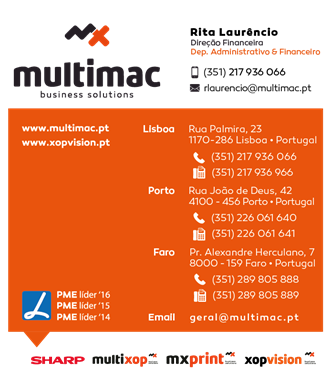 multimac
business solutions
Rita Laurêncio
Direção Financeira
Dep. Administrativo & Financeiro
(351) 217 936 066
rlaurencio@multimac.pt
www.multimac.pt
www.xopvision.pt
Lisboa
Rua Palmira, 23
1170-286 Lisboa • Portugal
(351) 217 936 066
(351) 217 936 966
Porto
Rua João de Deus, 42
4100 - 456 Porto • Portugal
(351) 226 061 640
(351) 226 061 641
Faro
Pr. Alexandre Herculano, 7
8000 - 159 Faro • Portugal
(351) 289 805 888
(351) 289 805 889
PME líder '16
PME líder '15
PME líder '14
Email
geral@multimac.pt
SHARP
multixop
mxprint
xopvision